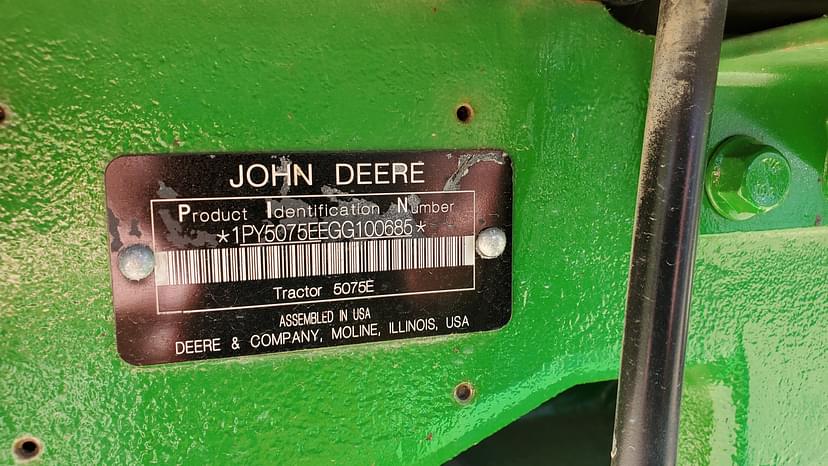 JOHN DEERE
Product Identification Number
*1PY5075EEGG100685*
Tractor 5075E
ASSEMBLED IN USA
DEERE & COMPANY, MOLINE, ILLINOIS, USA